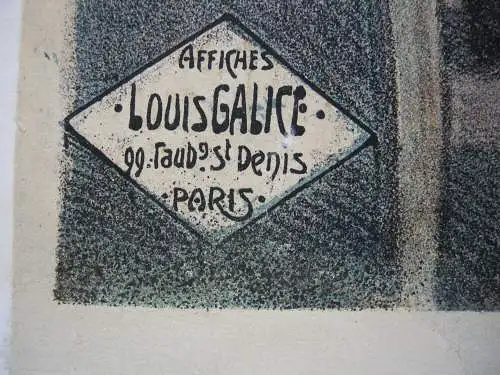 AFFICHES
·LOUIS GALICE·
99.Faubg. St Denis
·PARIS·